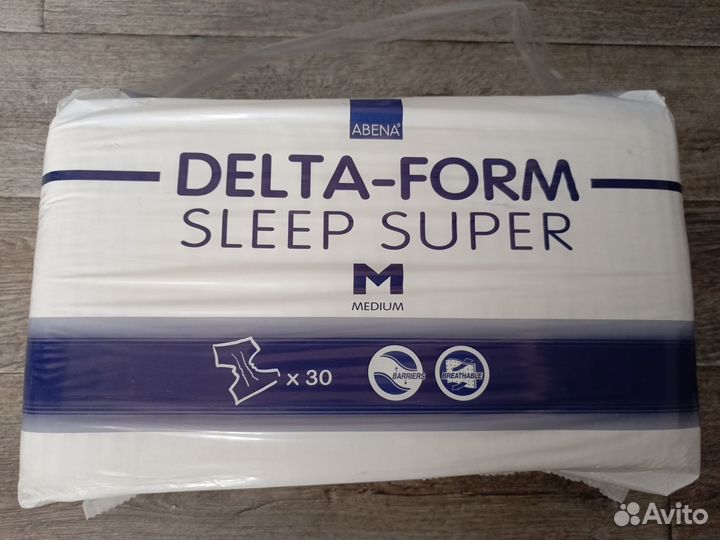 ABENA®
DELTA-FORM
SLEEP SUPER
M
MEDIUM
x 30
BARRIERS
BREATHABLE
Avito